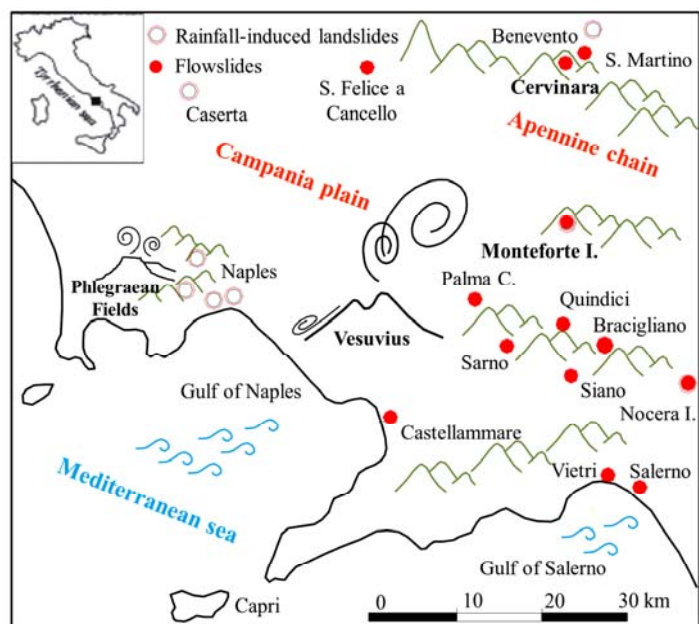 Tyrrhenian sea
Rainfall-induced landslides
Flowslides
Caserta
S. Felice a
Cancello
Benevento
S. Martino
Cervinara
Campania plain
Apennine chain
Monteforte I.
Naples
Phlegraean
Fields
Palma C.
Quindici
Bracigliano
Vesuvius
Sarno
Siano
Nocera I.
Gulf of Naples
Castellammare
Mediterranean sea
Vietri
Salerno
Gulf of Salerno
Capri
0 10 20 30 km